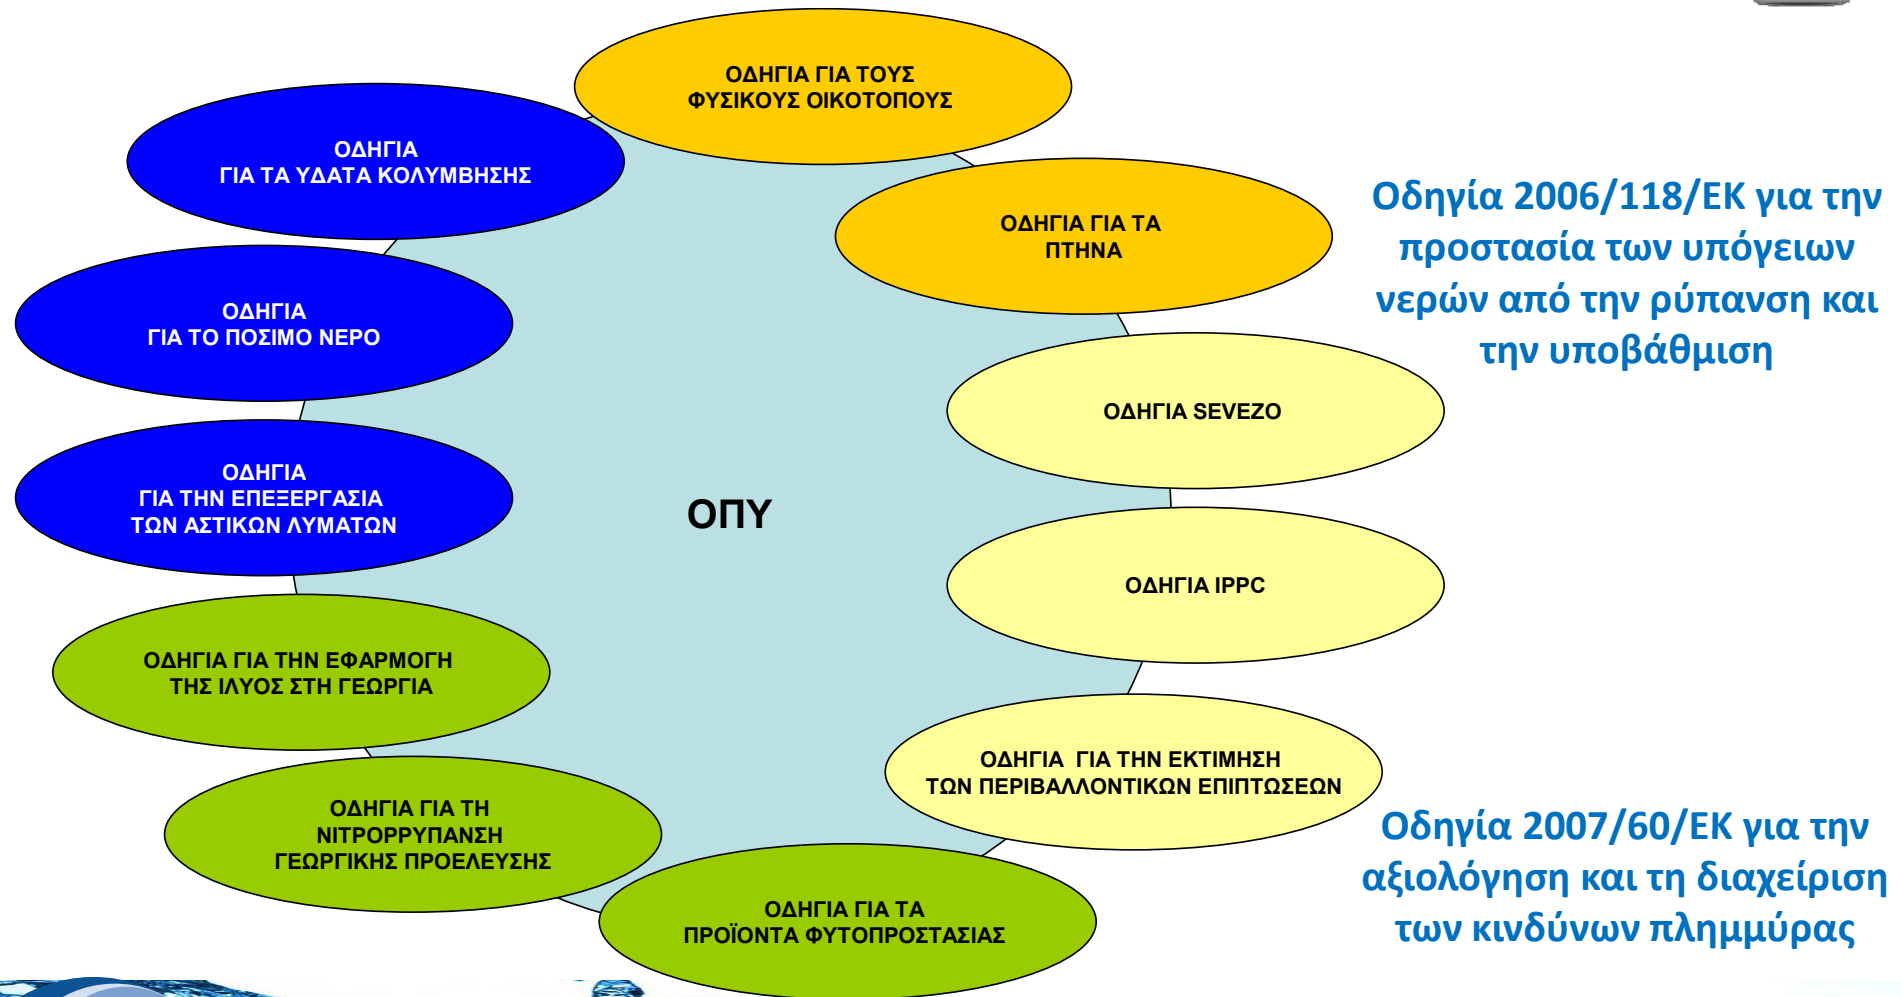 ΟΔΗΓΙΑ ΓΙΑ ΤΟΥΣ
ΦΥΣΙΚΟΥΣ ΟΙΚΟΤΟΠΟΥΣ
ΟΔΗΓΙΑ
ΓΙΑ ΤΑ ΥΔΑΤΑ ΚΟΛΥΜΒΗΣΗΣ
ΟΔΗΓΙΑ ΓΙΑ ΤΑ
ΠΤΗΝΑ
Οδηγία 2006/118/ΕΚ για την
προστασία των υπόγειων
νερών από την ρύπανση και
την υποβάθμιση
ΟΔΗΓΙΑ
ΓΙΑ ΤΟ ΠΟΣΙΜΟ ΝΕΡΟ
ΟΔΗΓΙΑ SEVEZO
ΟΔΗΓΙΑ
ΓΙΑ ΤΗΝ ΕΠΕΞΕΡΓΑΣΙΑ
ΤΩΝ ΑΣΤΙΚΩΝ ΛΥΜΑΤΩΝ
ΟΠΥ
ΟΔΗΓΙΑ IPPC
ΟΔΗΓΙΑ ΓΙΑ ΤΗΝ ΕΦΑΡΜΟΓΗ
ΤΗΣ ΙΛΥΟΣ ΣΤΗ ΓΕΩΡΓΙΑ
ΟΔΗΓΙΑ  ΓΙΑ ΤΗΝ ΕΚΤΙΜΗΣΗ
ΤΩΝ ΠΕΡΙΒΑΛΛΟΝΤΙΚΩΝ ΕΠΙΠΤΩΣΕΩΝ
ΟΔΗΓΙΑ ΓΙΑ ΤΗ
ΝΙΤΡΟΡΡΥΠΑΝΣΗ
ΓΕΩΡΓΙΚΗΣ ΠΡΟΕΛΕΥΣΗΣ
Οδηγία 2007/60/ΕΚ για την
αξιολόγηση και τη διαχείριση
των κινδύνων πλημμύρας
ΟΔΗΓΙΑ ΓΙΑ ΤΑ
ΠΡΟΪΟΝΤΑ ΦΥΤΟΠΡΟΣΤΑΣΙΑΣ